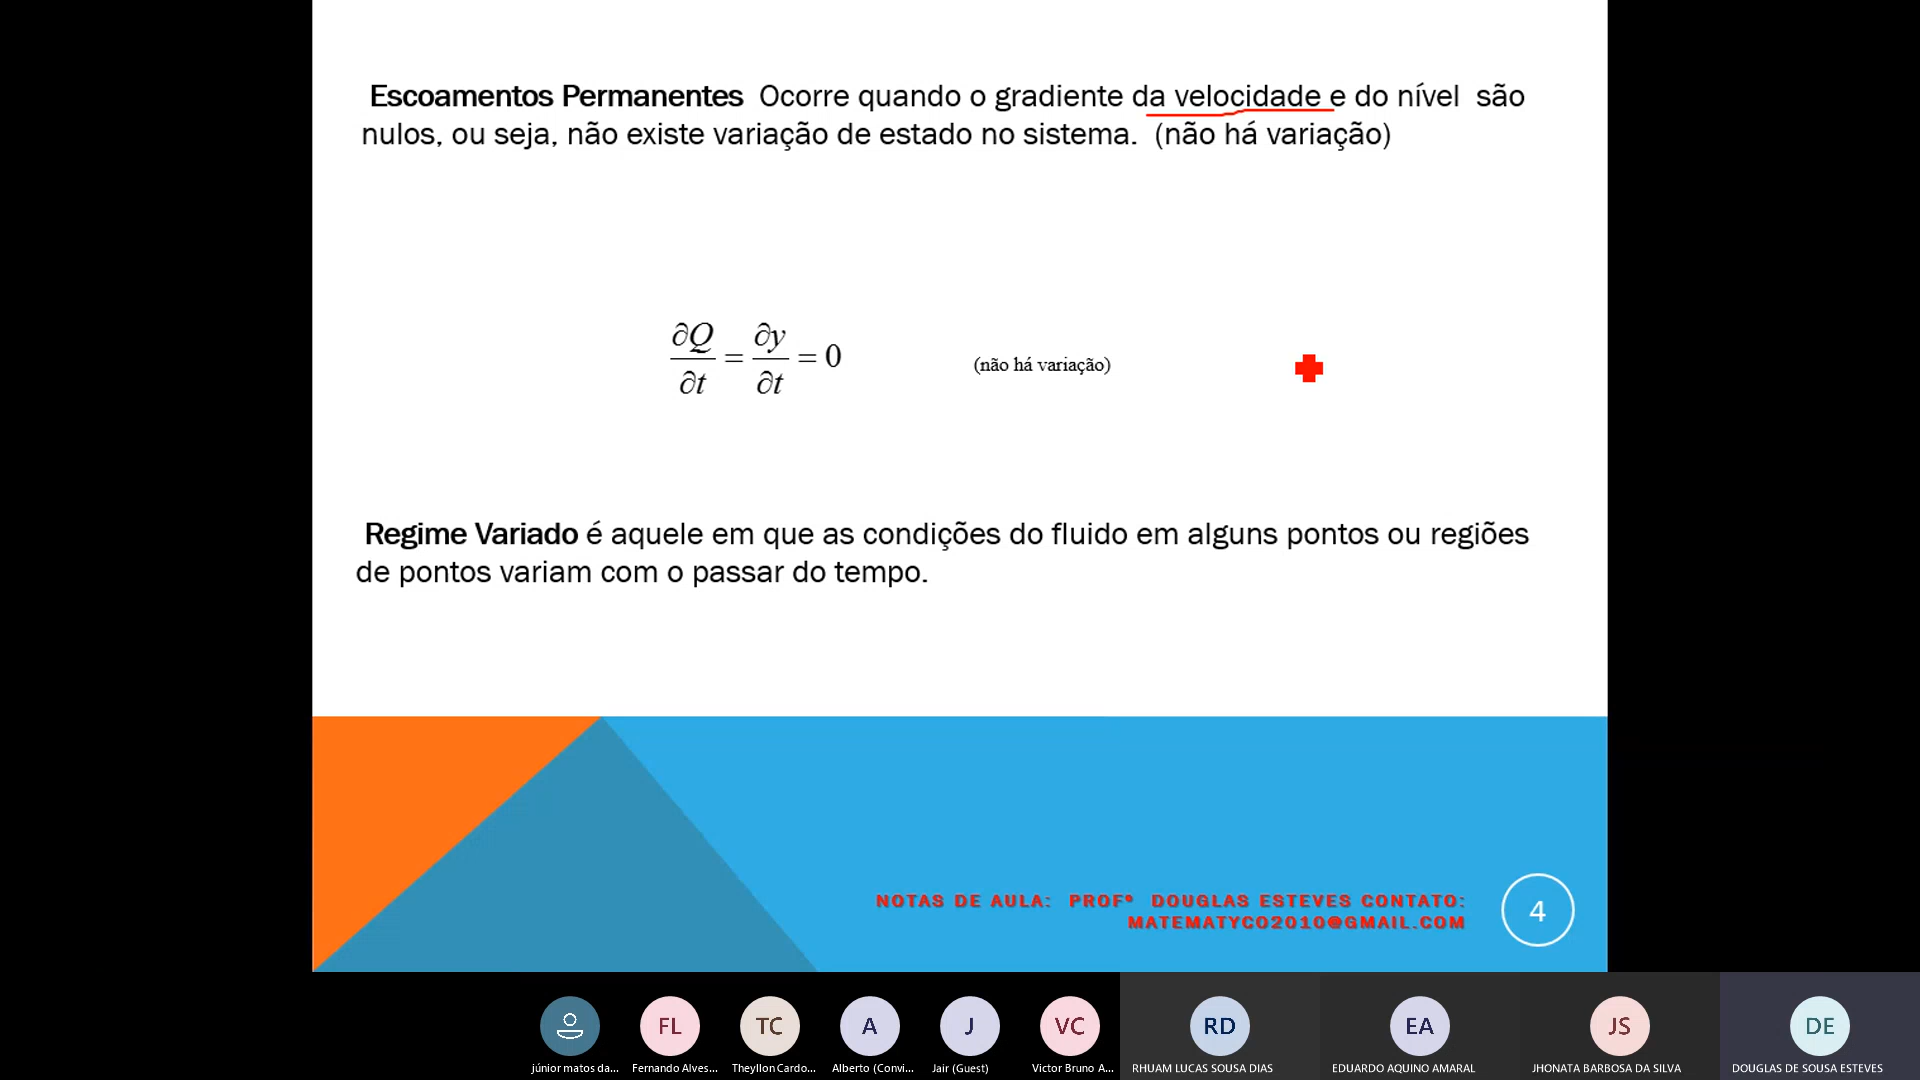 Escoamentos Permanentes Ocorre quando o gradiente da velocidade e do nível são
nulos, ou seja, não existe variação de estado no sistema. (não há variação)
∂Q/∂t = ∂y/∂t = 0 (não há variação)
Regime Variado é aquele em que as condições do fluido em alguns pontos ou regiões
de pontos variam com o passar do tempo.
NOTAS DE AULA: PROFº DOUGLAS ESTEVES CONTATO:
MATEMATYCO2010@GMAIL.COM
4
FL TC A J VC RD EA JS DE
júnior matos da... Fernando Alves... Theyllon Cardo... Alberto (Convi... Jair (Guest) Victor Bruno A... RHUAM LUCAS SOUSA DIAS EDUARDO AQUINO AMARAL JHONATA BARBOSA DA SILVA DOUGLAS DE SOUSA ESTEVES